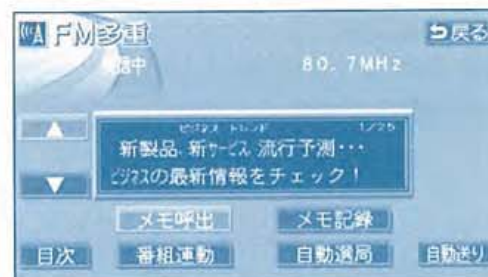 FM多重 戻る
受信中 80.7MHz
ビジネス トレンド 1/25
新製品、新サービス 流行予測・・・
ビジネスの最新情報をチェック!
メモ呼出 メモ記録
目次 番組連動 自動選局 自動送り